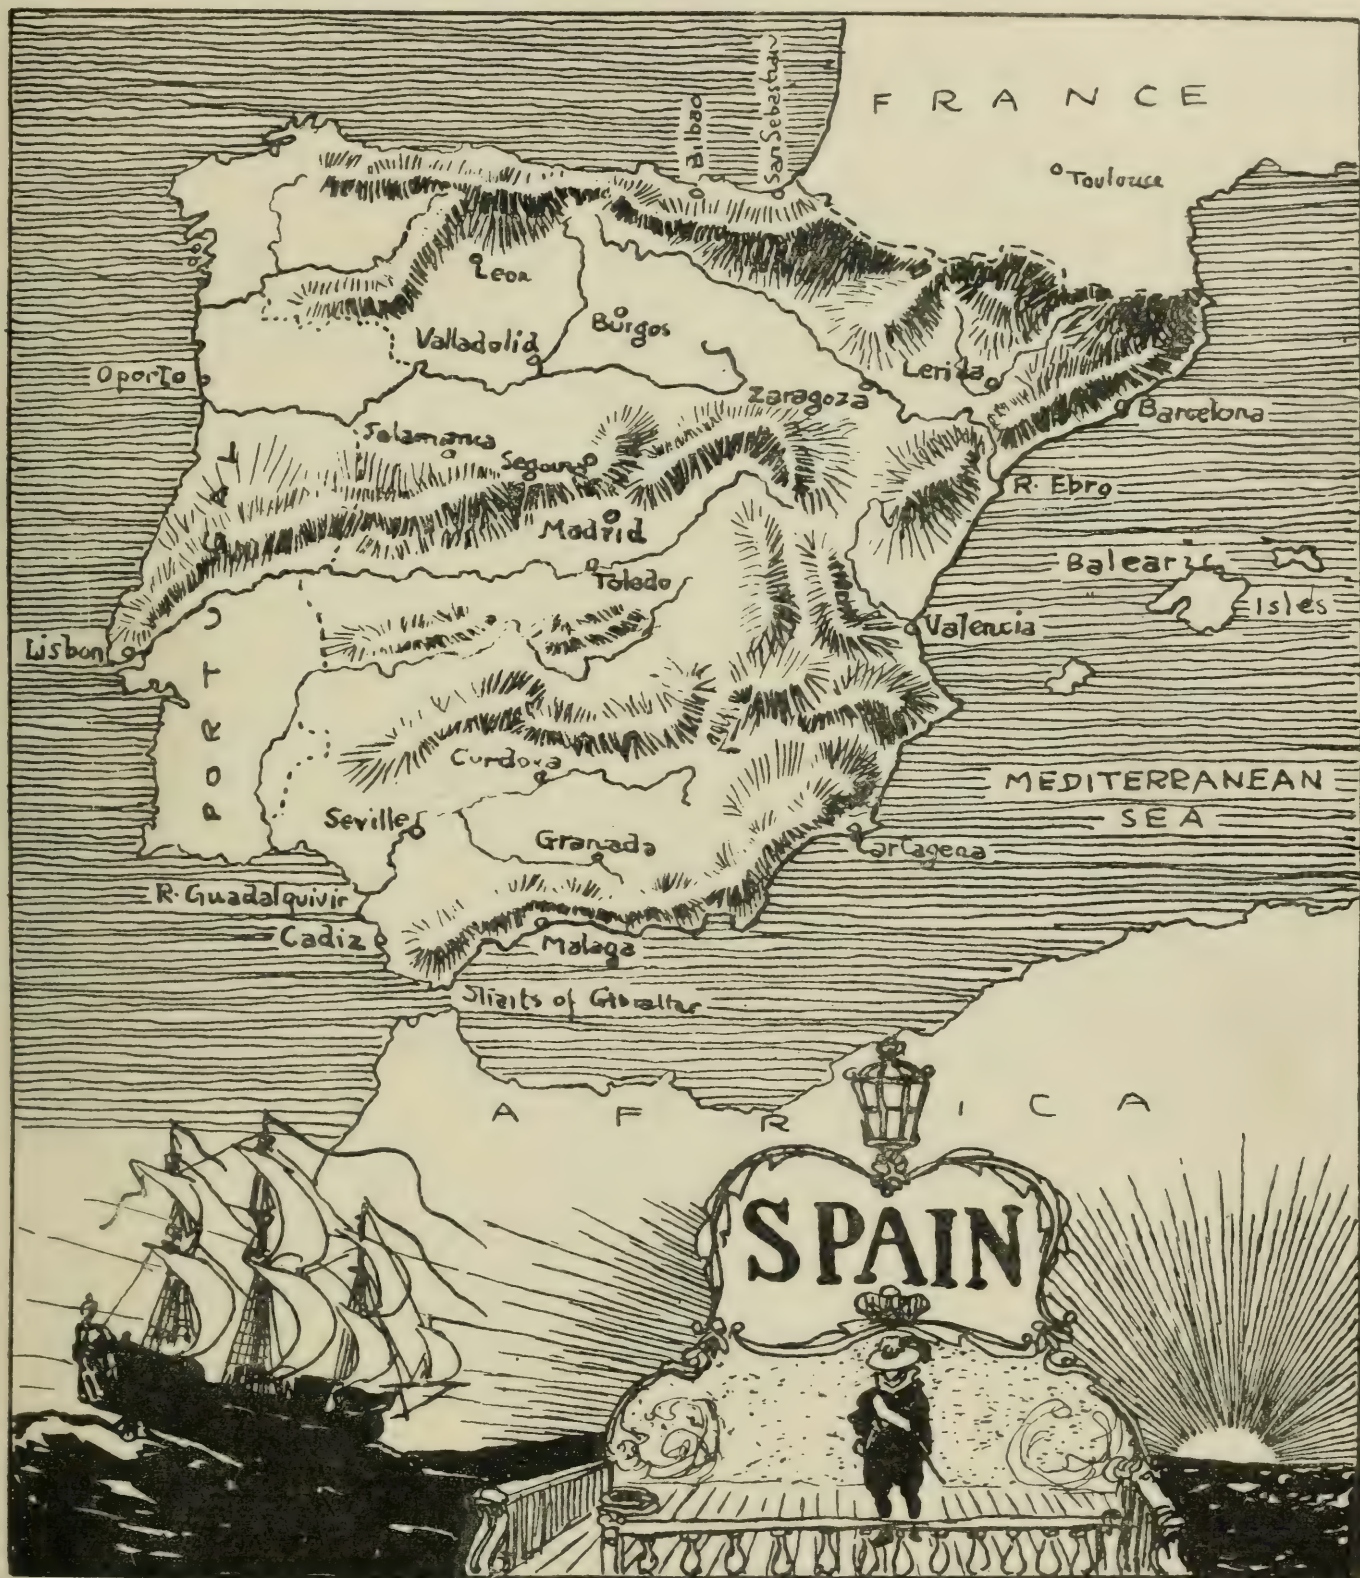 San Sebastian
Bilbao
FRANCE
Toulouse
Leon
Burgos
Valladolid
Oporto
Lerida
Zaragoza
Barcelona
Salamanca
Segovia
R. Ebro
Madrid
Balearic
Isles
Toledo
Valencia
Lisbon
PORTUGAL
Cordova
MEDITERRANEAN
SEA
Seville
Granada
Cartagena
R. Guadalquivir
Cadiz
Malaga
Straits of Gibraltar
AFRICA
SPAIN